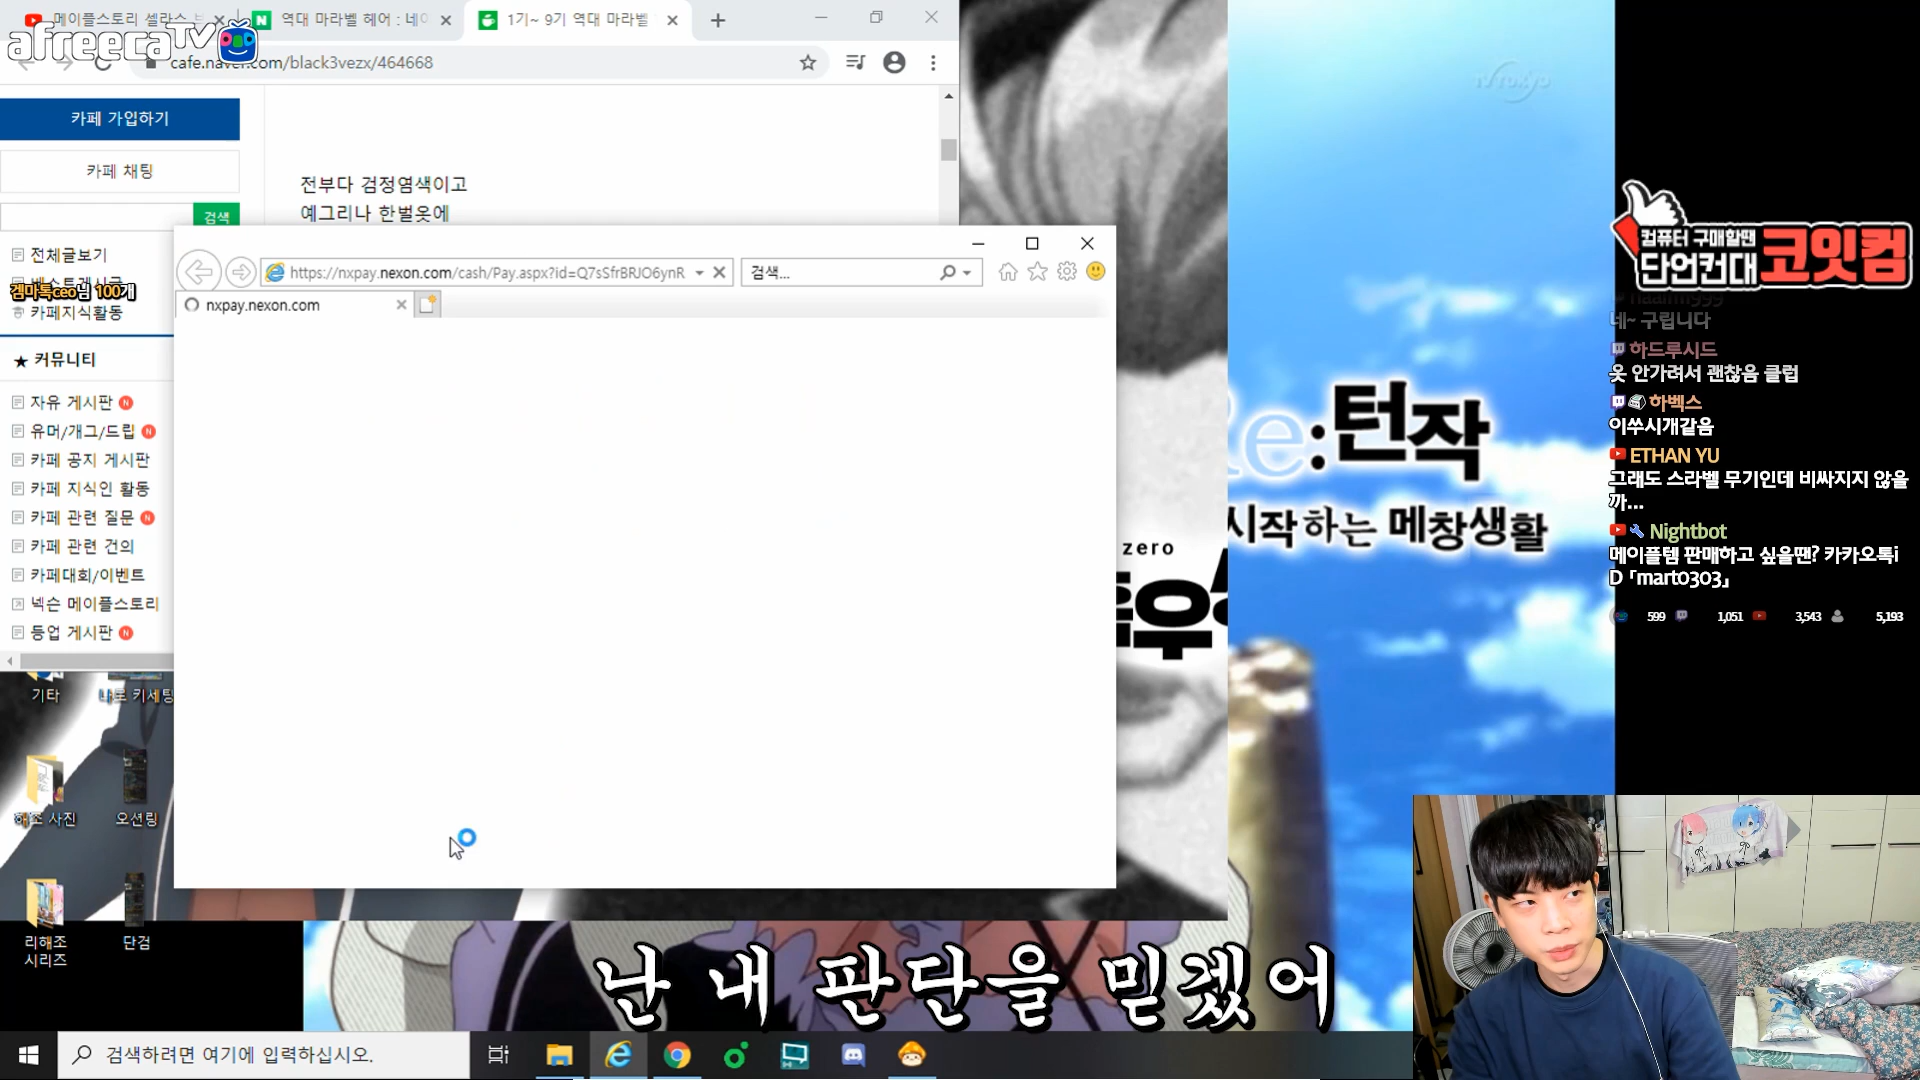 메이플스토리 셀라스
역대 마라벨 헤어 : 네이
1기~ 9기 역대 마라벨
afreecaTV
cafe.naver.com/black3vezx/464668
카페 가입하기
카페 채팅
검색
전체글보기
겜마톡ceo님 100개
카페지식활동
커뮤니티
자유 게시판
유머/개그/드립
카페 공지 게시판
카페 지식인 활동
카페 관련 질문
카페 관련 건의
카페대회/이벤트
넥슨 메이플스토리
등업 게시판
전부다 검정염색이고
예그리나 한벌옷에
https://nxpay.nexon.com/cash/Pay.aspx?id=Q7sSfrBRJO6ynR
검색...
nxpay.nexon.com
기타
나로 키세팅
해조 사진
오션링
리해조
시리즈
단검
TV TOKYO
Re:턴작
시작하는 메창생활
zero
컴퓨터 구매할땐
단언컨대 코잇컴
네~ 구립니다
하드루시드
옷 안가려서 괜찮음 클럽
하벡스
이쑤시개같음
ETHAN YU
그래도 스라벨 무기인데 비싸지지 않을
까...
Nightbot
메이플템 판매하고 싶을땐? 카카오톡i
D 「mart0303」
599 1,051 3,543 5,193
난 내 판단을 믿겠어
검색하려면 여기에 입력하십시오.